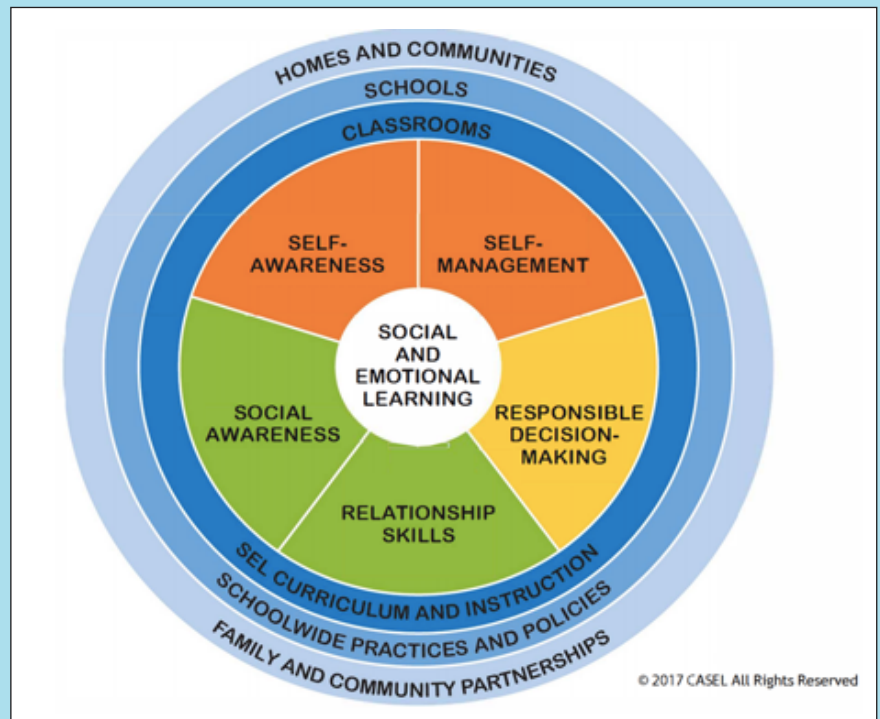 HOMES AND COMMUNITIES
SCHOOLS
CLASSROOMS
SELF-
AWARENESS
SELF-
MANAGEMENT
SOCIAL
AND
EMOTIONAL
LEARNING
SOCIAL
AWARENESS
RESPONSIBLE
DECISION-
MAKING
RELATIONSHIP
SKILLS
SEL CURRICULUM AND INSTRUCTION
SCHOOLWIDE PRACTICES AND POLICIES
FAMILY AND COMMUNITY PARTNERSHIPS
© 2017 CASEL All Rights Reserved